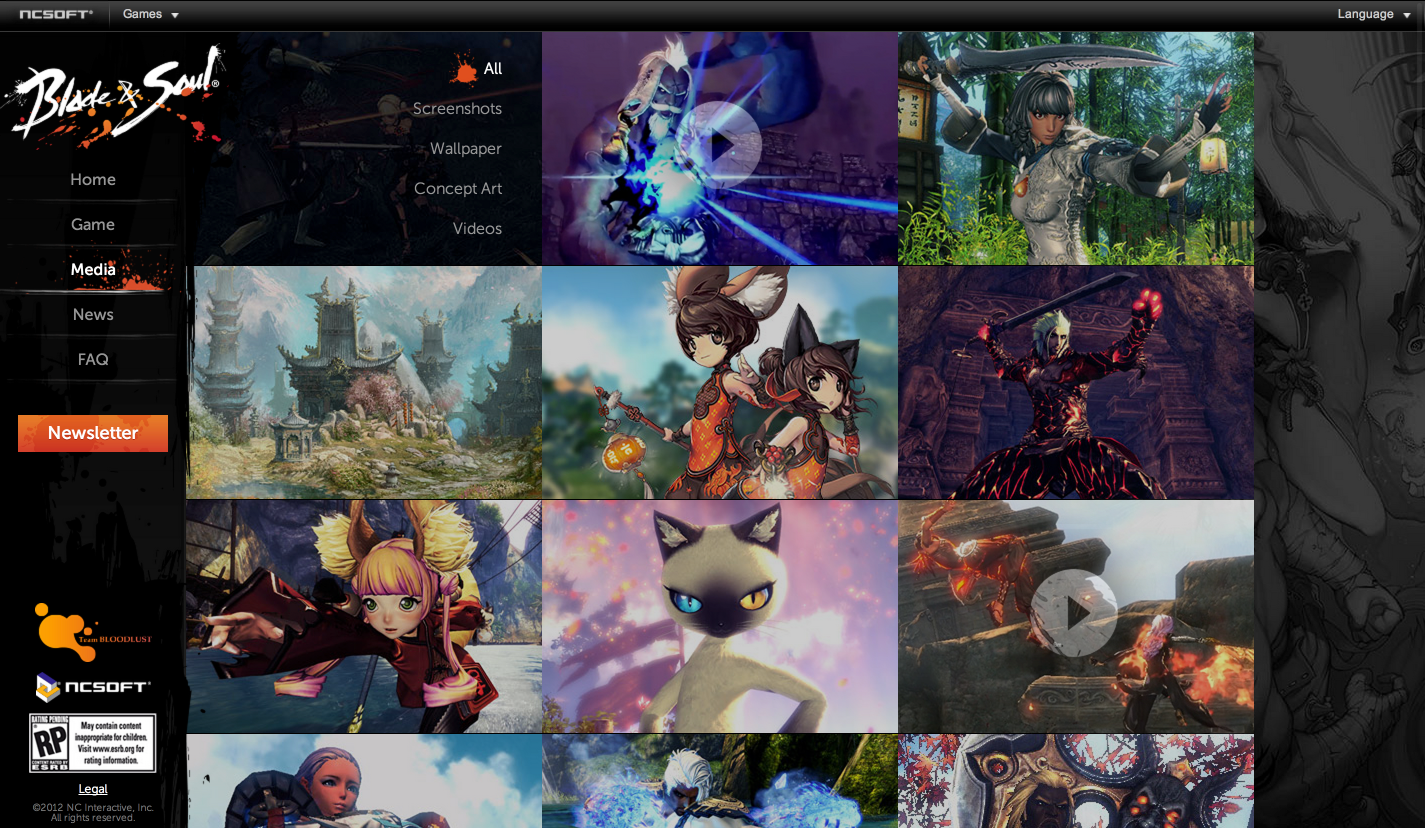 NCSOFT®
Games
Language
Blade & Soul®
All
Screenshots
Wallpaper
Concept Art
Videos
Home
Game
Media
News
FAQ
Newsletter
Team BLOODLUST
NCSOFT®
RATING PENDING
RP
CONTENT RATED BY
ESRB
May contain content
inappropriate for children.
Visit www.esrb.org for
rating information.
Legal
©2012 NC Interactive, Inc.
All rights reserved.